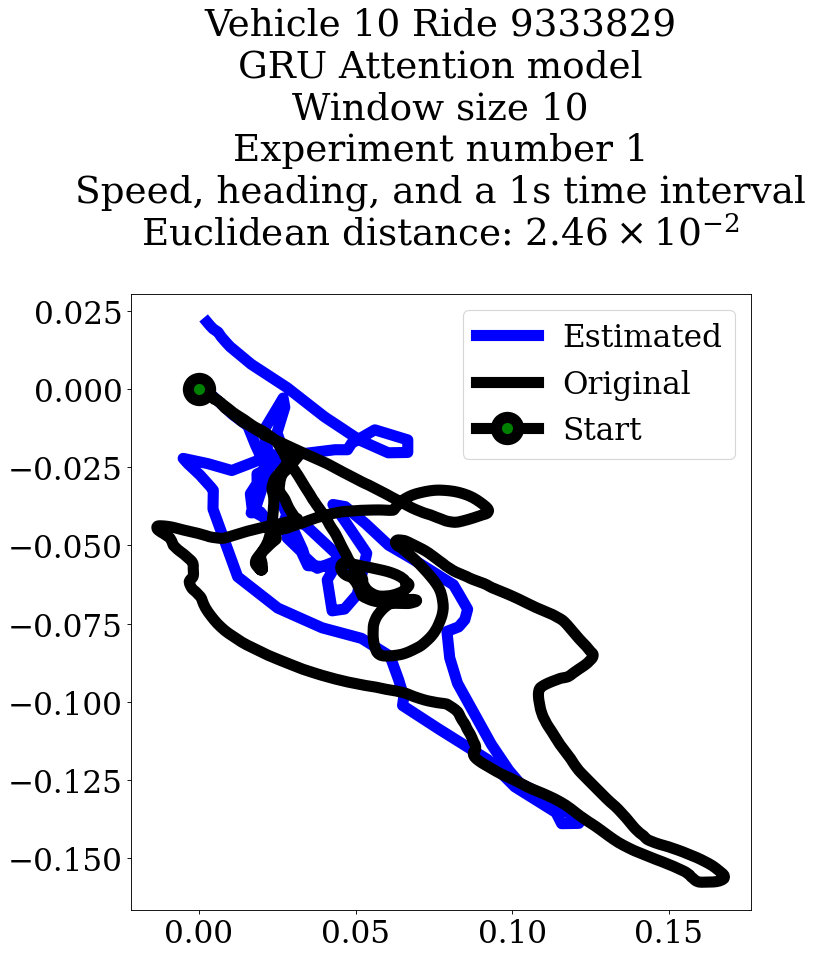 Vehicle 10 Ride 9333829
GRU Attention model
Window size 10
Experiment number 1
Speed, heading, and a 1s time interval
Euclidean distance: 2.46 × 10⁻²
Estimated
Original
Start
0.025
0.000
−0.025
−0.050
−0.075
−0.100
−0.125
−0.150
0.00 0.05 0.10 0.15